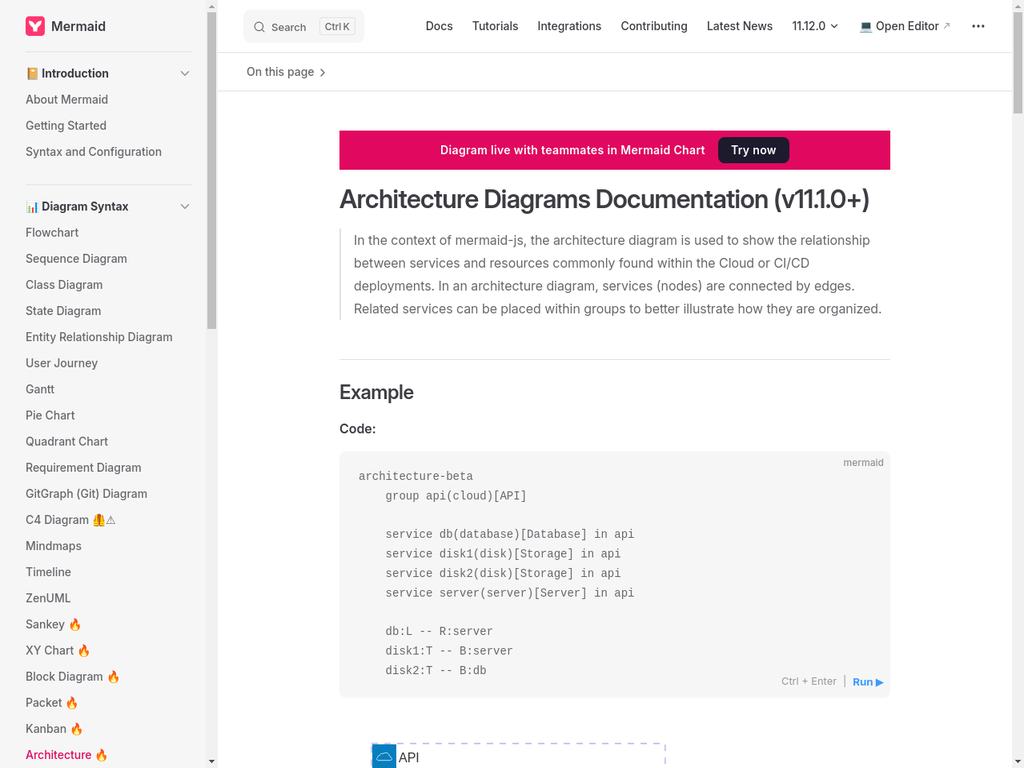 Mermaid
Search Ctrl K
Docs
Tutorials
Integrations
Contributing
Latest News
11.12.0
💻 Open Editor
On this page
📔 Introduction
About Mermaid
Getting Started
Syntax and Configuration
📊 Diagram Syntax
Flowchart
Sequence Diagram
Class Diagram
State Diagram
Entity Relationship Diagram
User Journey
Gantt
Pie Chart
Quadrant Chart
Requirement Diagram
GitGraph (Git) Diagram
C4 Diagram 🦺⚠
Mindmaps
Timeline
ZenUML
Sankey 🔥
XY Chart 🔥
Block Diagram 🔥
Packet 🔥
Kanban 🔥
Architecture 🔥
Diagram live with teammates in Mermaid Chart Try now
Architecture Diagrams Documentation (v11.1.0+)
In the context of mermaid-js, the architecture diagram is used to show the relationship
between services and resources commonly found within the Cloud or CI/CD
deployments. In an architecture diagram, services (nodes) are connected by edges.
Related services can be placed within groups to better illustrate how they are organized.
Example
Code:
mermaid
architecture-beta
    group api(cloud)[API]
    service db(database)[Database] in api
    service disk1(disk)[Storage] in api
    service disk2(disk)[Storage] in api
    service server(server)[Server] in api
    db:L -- R:server
    disk1:T -- B:server
    disk2:T -- B:db
Ctrl + Enter | Run ▶
API